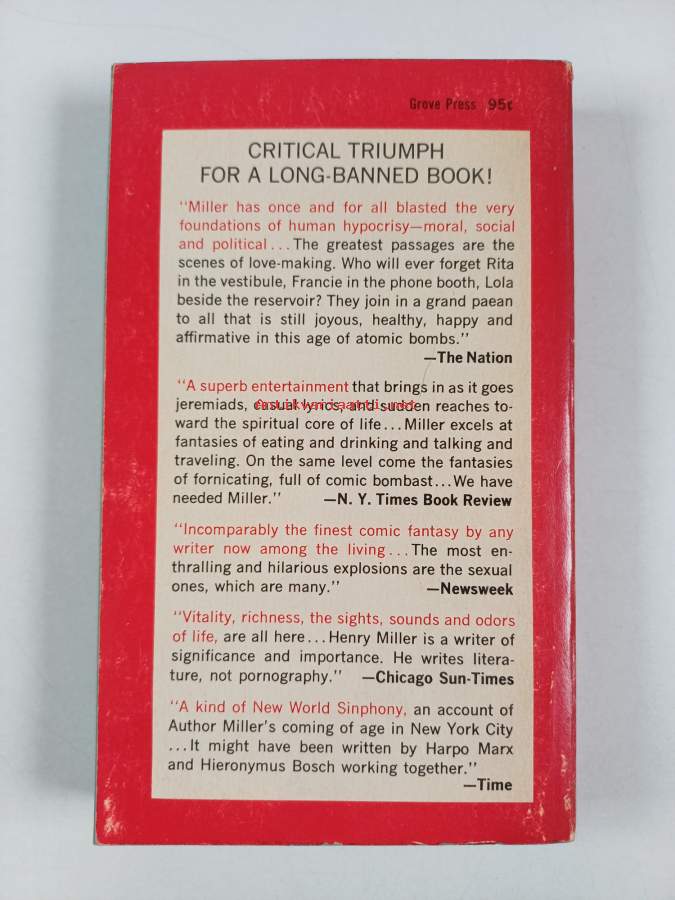 Grove Press 95¢
CRITICAL TRIUMPH
FOR A LONG-BANNED BOOK!
"Miller has once and for all blasted the very
foundations of human hypocrisy—moral, social
and political...The greatest passages are the
scenes of love-making. Who will ever forget Rita
in the vestibule, Francie in the phone booth, Lola
beside the reservoir? They join in a grand paean
to all that is still joyous, healthy, happy and
affirmative in this age of atomic bombs."
—The Nation
"A superb entertainment that brings in as it goes
jeremiads, casual lyrics, and sudden reaches to-
ward the spiritual core of life...Miller excels at
fantasies of eating and drinking and talking and
traveling. On the same level come the fantasies
of fornicating, full of comic bombast...We have
needed Miller." —N. Y. Times Book Review
"Incomparably the finest comic fantasy by any
writer now among the living...The most en-
thralling and hilarious explosions are the sexual
ones, which are many." —Newsweek
"Vitality, richness, the sights, sounds and odors
of life, are all here...Henry Miller is a writer of
significance and importance. He writes litera-
ture, not pornography." —Chicago Sun-Times
"A kind of New World Sinphony, an account of
Author Miller's coming of age in New York City
...It might have been written by Harpo Marx
and Hieronymus Bosch working together."
—Time